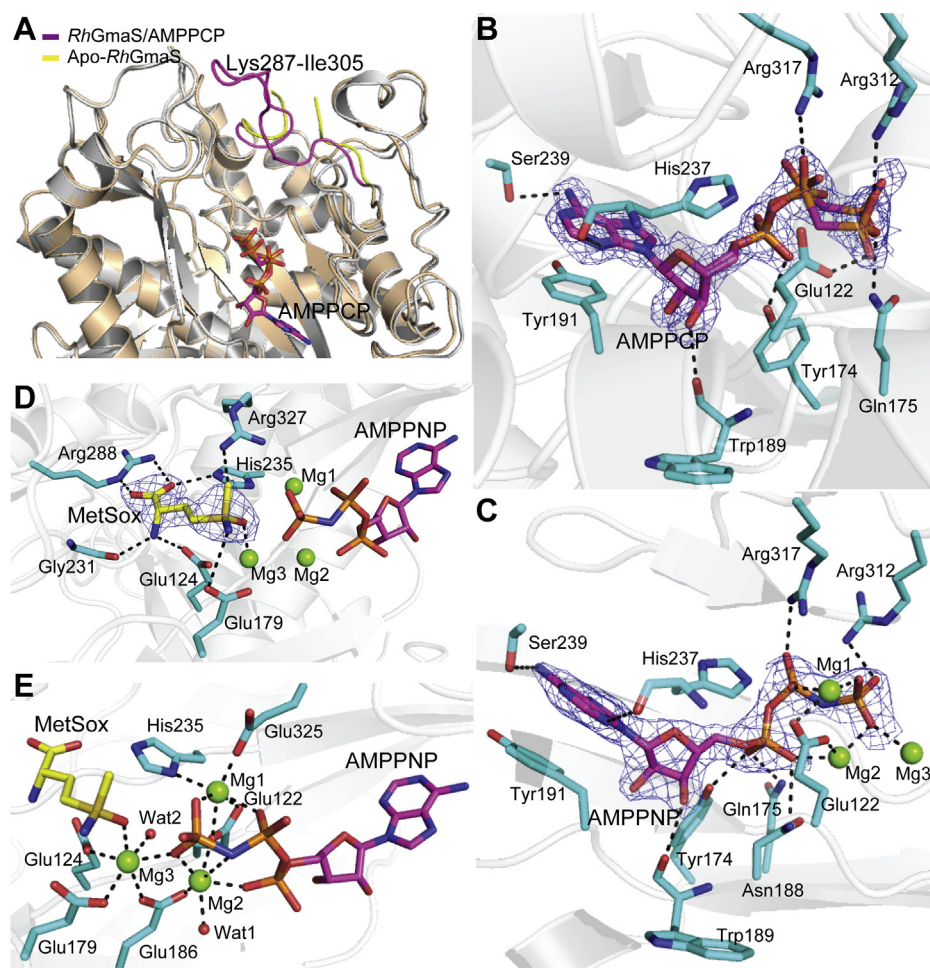 A
RhGmaS/AMPPCP
Apo-RhGmaS
Lys287-Ile305
AMPPCP
B
Arg317
Arg312
Ser239
His237
Tyr191
Glu122
AMPPCP
Tyr174
Gln175
Trp189
D
Arg327
AMPPNP
Arg288
His235
Mg1
MetSox
Gly231
Mg3
Mg2
Glu124
Glu179
C
Arg317
Arg312
Ser239
His237
Mg1
Mg2
Mg3
Tyr191
Gln175
Glu122
AMPPNP
Tyr174
Asn188
Trp189
E
MetSox
His235
Glu325
AMPPNP
Mg1
Glu122
Wat2
Glu124
Mg3
Mg2
Glu179
Glu186
Wat1